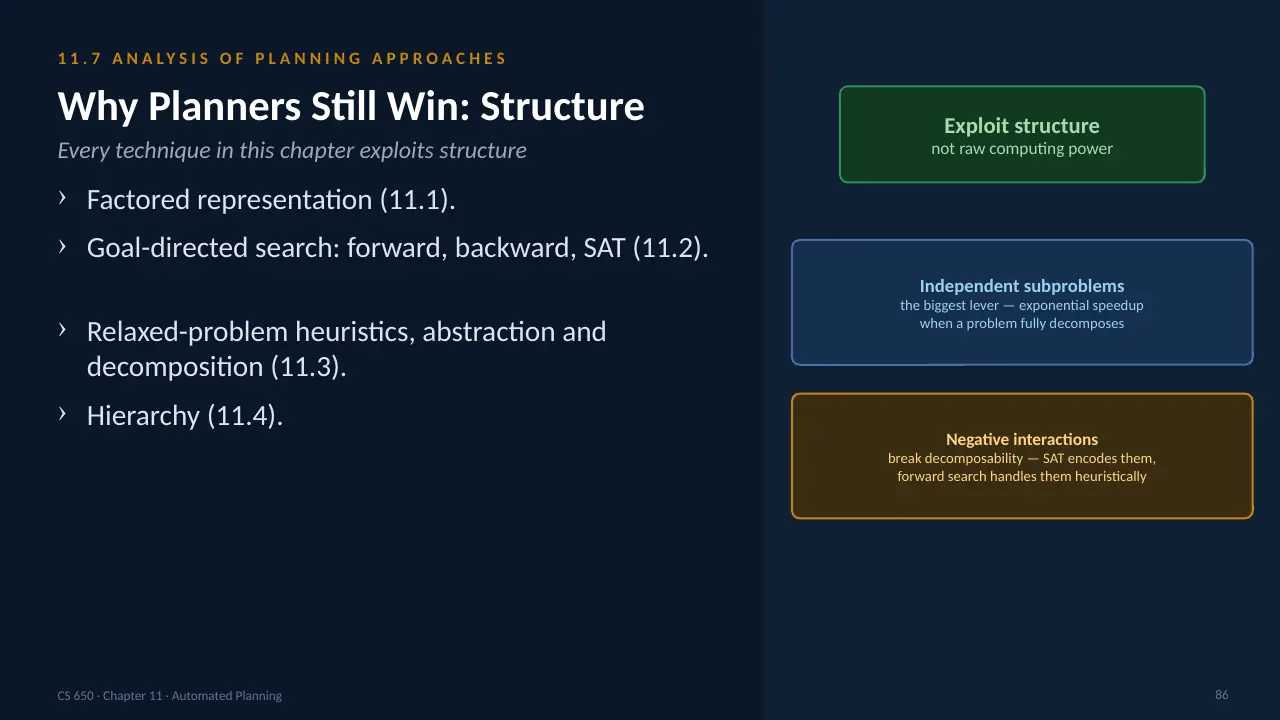 11.7 ANALYSIS OF PLANNING APPROACHES
Why Planners Still Win: Structure
Every technique in this chapter exploits structure
› Factored representation (11.1).
› Goal-directed search: forward, backward, SAT (11.2).
› Relaxed-problem heuristics, abstraction and
decomposition (11.3).
› Hierarchy (11.4).
Exploit structure
not raw computing power
Independent subproblems
the biggest lever — exponential speedup
when a problem fully decomposes
Negative interactions
break decomposability — SAT encodes them,
forward search handles them heuristically
CS 650 · Chapter 11 · Automated Planning
86